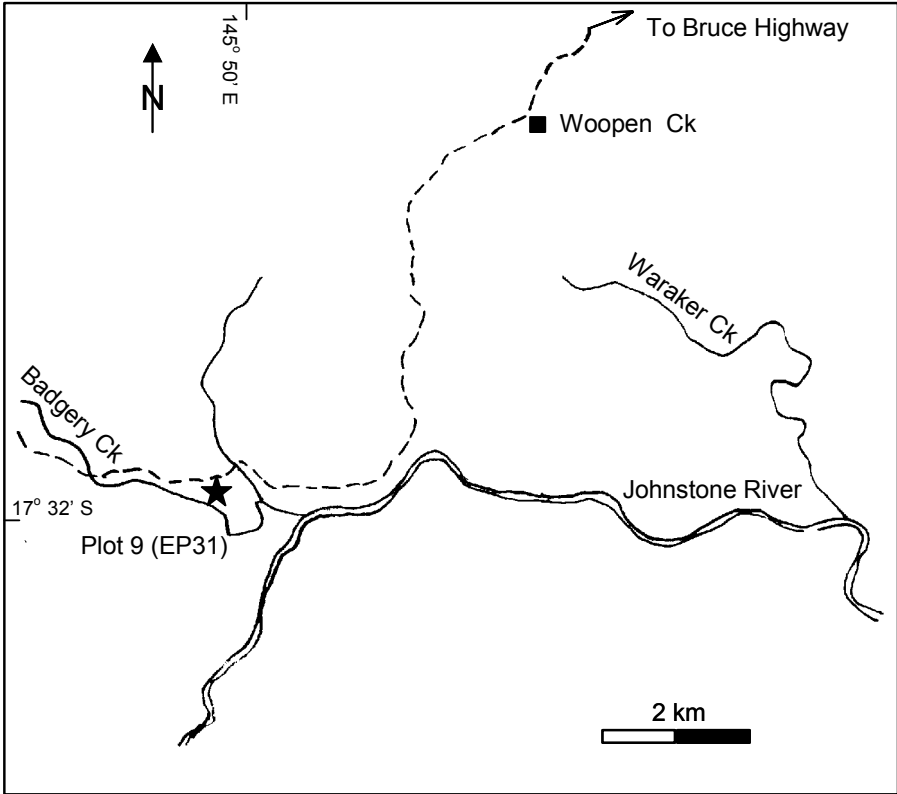 145° 50' E
To Bruce Highway
N
Woopen Ck
Waraker Ck
Badgery Ck
Johnstone River
17° 32' S
Plot 9 (EP31)
2 km